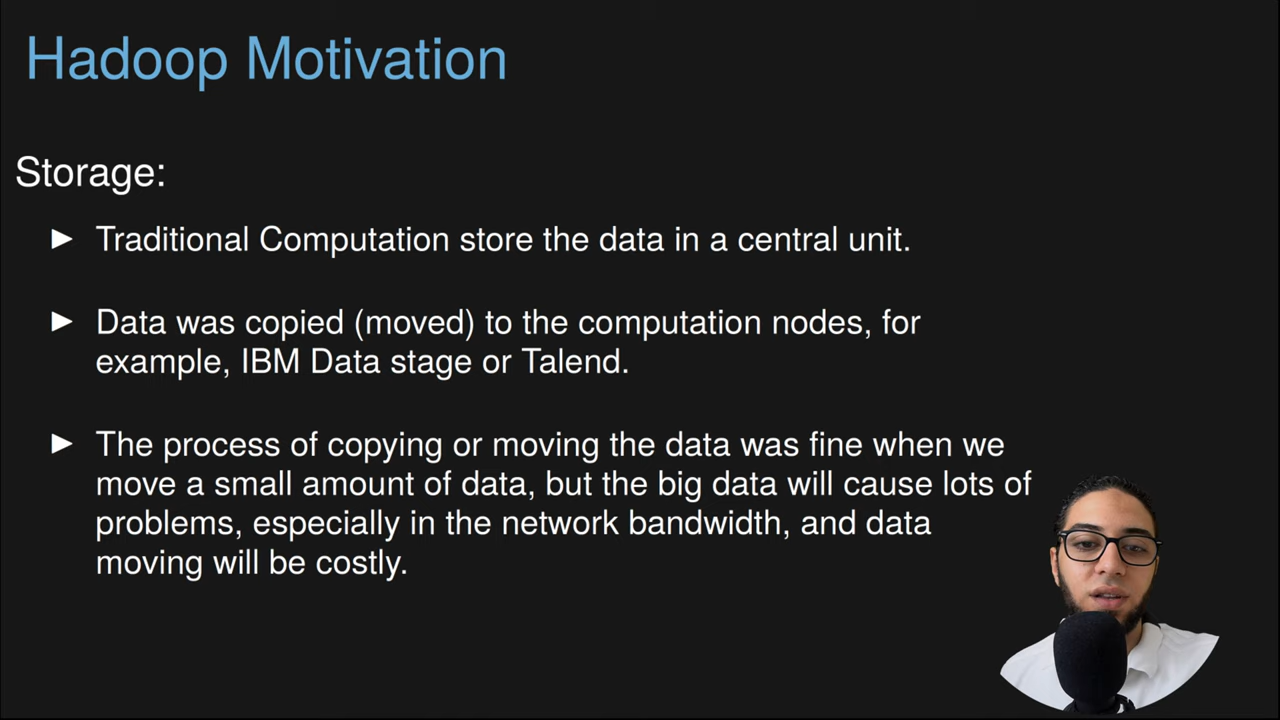 Hadoop Motivation
Storage:
► Traditional Computation store the data in a central unit.
► Data was copied (moved) to the computation nodes, for
example, IBM Data stage or Talend.
► The process of copying or moving the data was fine when we
move a small amount of data, but the big data will cause lots of
problems, especially in the network bandwidth, and data
moving will be costly.